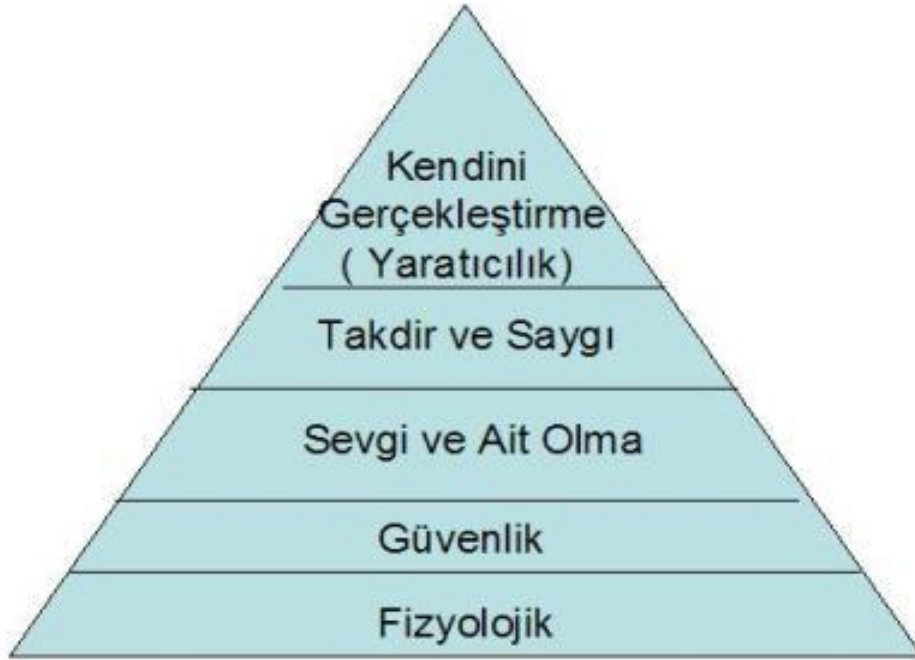 Kendini
Gerçekleştirme
( Yaratıcılık)
Takdir ve Saygı
Sevgi ve Ait Olma
Güvenlik
Fizyolojik